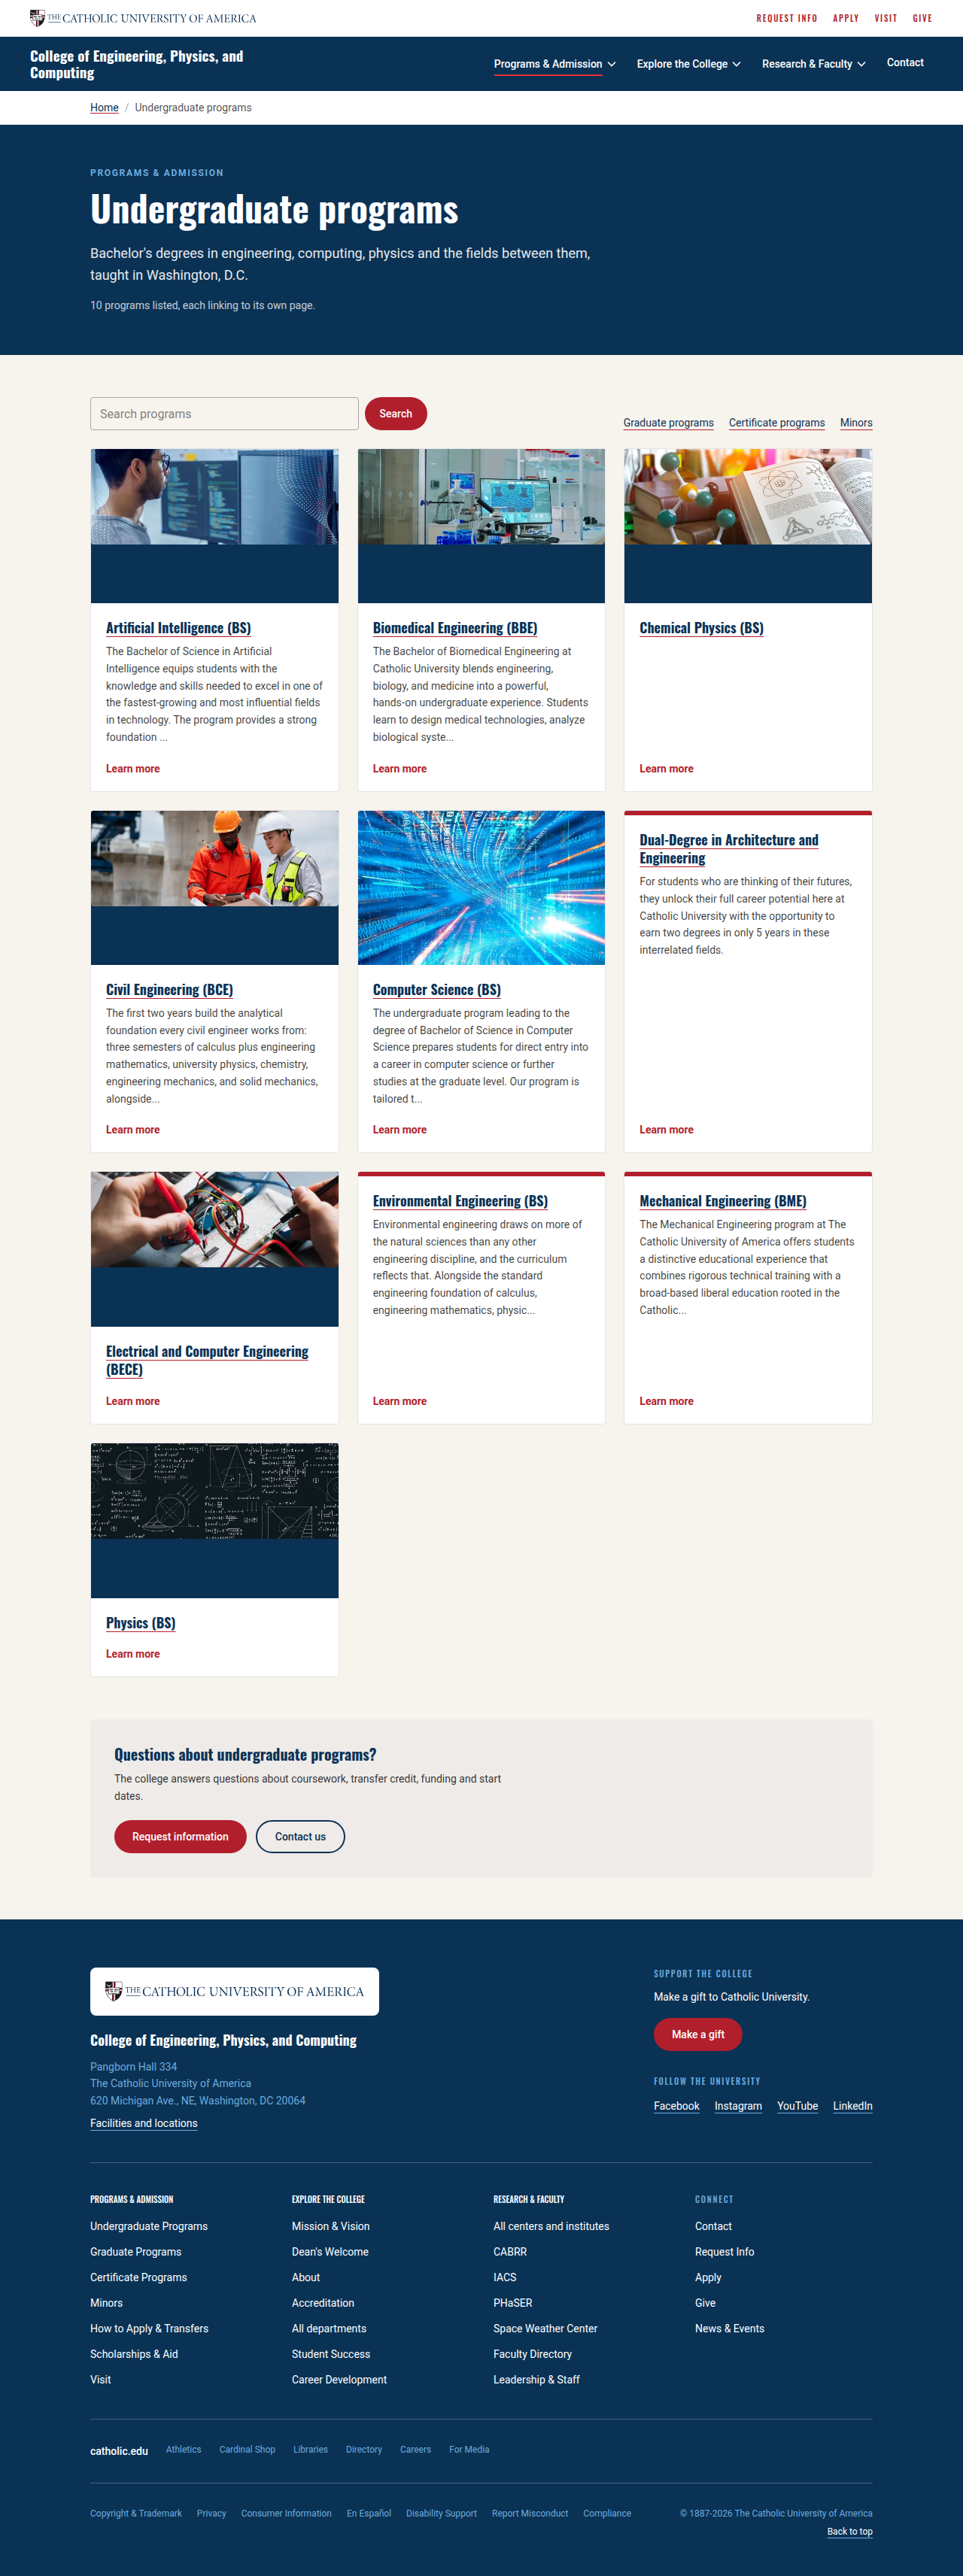 THE CATHOLIC UNIVERSITY OF AMERICA
REQUEST INFO APPLY VISIT GIVE
College of Engineering, Physics, and
Computing
Programs & Admission Explore the College Research & Faculty Contact
Home / Undergraduate programs
PROGRAMS & ADMISSION
Undergraduate programs
Bachelor's degrees in engineering, computing, physics and the fields between them,
taught in Washington, D.C.
10 programs listed, each linking to its own page.
Search programs Search
Graduate programs Certificate programs Minors
Artificial Intelligence (BS)
The Bachelor of Science in Artificial
Intelligence equips students with the
knowledge and skills needed to excel in one of
the fastest-growing and most influential fields
in technology. The program provides a strong
foundation ...
Learn more
Biomedical Engineering (BBE)
The Bachelor of Biomedical Engineering at
Catholic University blends engineering,
biology, and medicine into a powerful,
hands-on undergraduate experience. Students
learn to design medical technologies, analyze
biological syste...
Learn more
Chemical Physics (BS)
Learn more
Civil Engineering (BCE)
The first two years build the analytical
foundation every civil engineer works from:
three semesters of calculus plus engineering
mathematics, university physics, chemistry,
engineering mechanics, and solid mechanics,
alongside...
Learn more
Computer Science (BS)
The undergraduate program leading to the
degree of Bachelor of Science in Computer
Science prepares students for direct entry into
a career in computer science or further
studies at the graduate level. Our program is
tailored t...
Learn more
Dual-Degree in Architecture and
Engineering
For students who are thinking of their futures,
they unlock their full career potential here at
Catholic University with the opportunity to
earn two degrees in only 5 years in these
interrelated fields.
Learn more
Electrical and Computer Engineering
(BECE)
Learn more
Environmental Engineering (BS)
Environmental engineering draws on more of
the natural sciences than any other
engineering discipline, and the curriculum
reflects that. Alongside the standard
engineering foundation of calculus,
engineering mathematics, physic...
Learn more
Mechanical Engineering (BME)
The Mechanical Engineering program at The
Catholic University of America offers students
a distinctive educational experience that
combines rigorous technical training with a
broad-based liberal education rooted in the
Catholic...
Learn more
Physics (BS)
Learn more
Questions about undergraduate programs?
The college answers questions about coursework, transfer credit, funding and start
dates.
Request information Contact us
THE CATHOLIC UNIVERSITY OF AMERICA
College of Engineering, Physics, and Computing
Pangborn Hall 334
The Catholic University of America
620 Michigan Ave., NE, Washington, DC 20064
Facilities and locations
SUPPORT THE COLLEGE
Make a gift to Catholic University.
Make a gift
FOLLOW THE UNIVERSITY
Facebook Instagram YouTube LinkedIn
PROGRAMS & ADMISSION
Undergraduate Programs
Graduate Programs
Certificate Programs
Minors
How to Apply & Transfers
Scholarships & Aid
Visit
EXPLORE THE COLLEGE
Mission & Vision
Dean's Welcome
About
Accreditation
All departments
Student Success
Career Development
RESEARCH & FACULTY
All centers and institutes
CABRR
IACS
PHaSER
Space Weather Center
Faculty Directory
Leadership & Staff
CONNECT
Contact
Request Info
Apply
Give
News & Events
catholic.edu Athletics Cardinal Shop Libraries Directory Careers For Media
Copyright & Trademark Privacy Consumer Information En Español Disability Support Report Misconduct Compliance
© 1887-2026 The Catholic University of America
Back to top